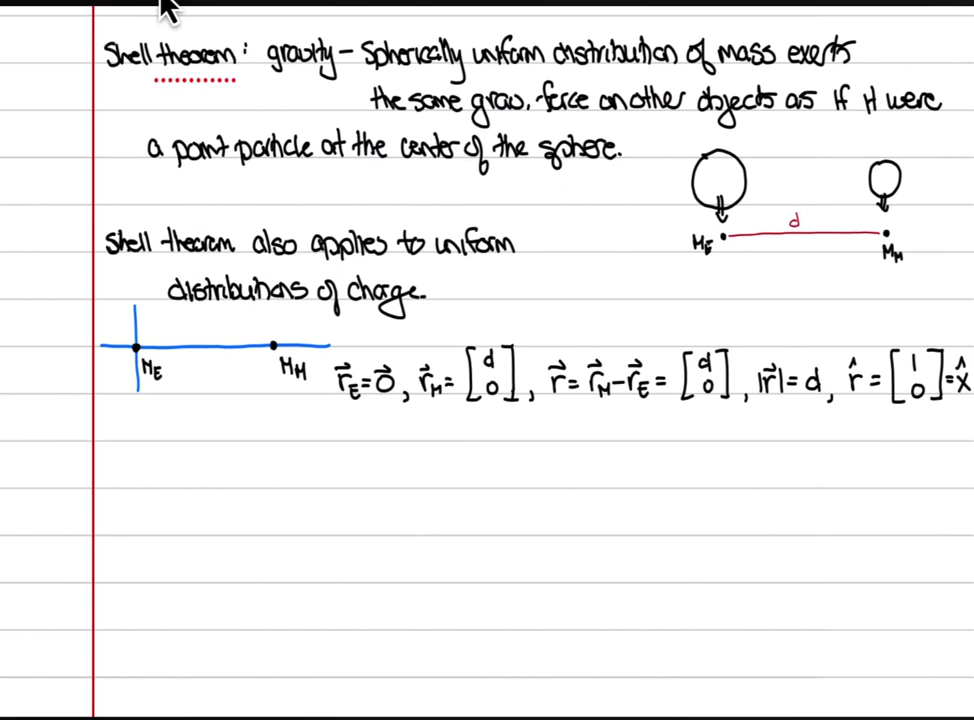 Shell theorem: gravity - Spherically uniform distribution of mass exerts
the same grav. force on other objects as if it were
a point particle at the center of the sphere.
d
M_E M_M
Shell theorem also applies to uniform
distributions of charge.
M_E M_M
r⃗_E = 0⃗, r⃗_M = [d 0], r⃗ = r⃗_M - r⃗_E = [d 0], |r⃗| = d, r̂ = [1 0] = x̂